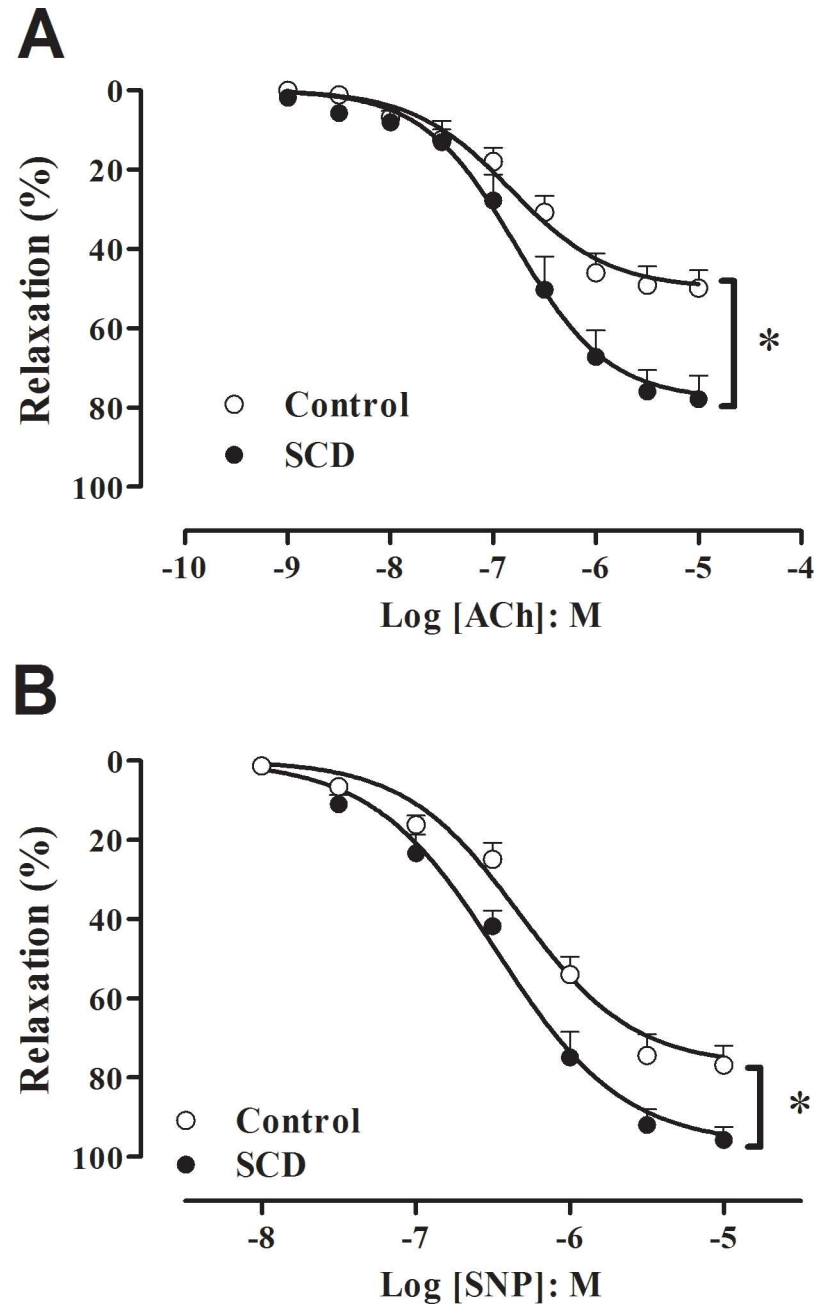 A
0
20
40
60
80
100
Relaxation (%)
Control
SCD
*
-10 -9 -8 -7 -6 -5 -4
Log [ACh]: M
B
0
20
40
60
80
100
Relaxation (%)
Control
SCD
*
-8 -7 -6 -5
Log [SNP]: M